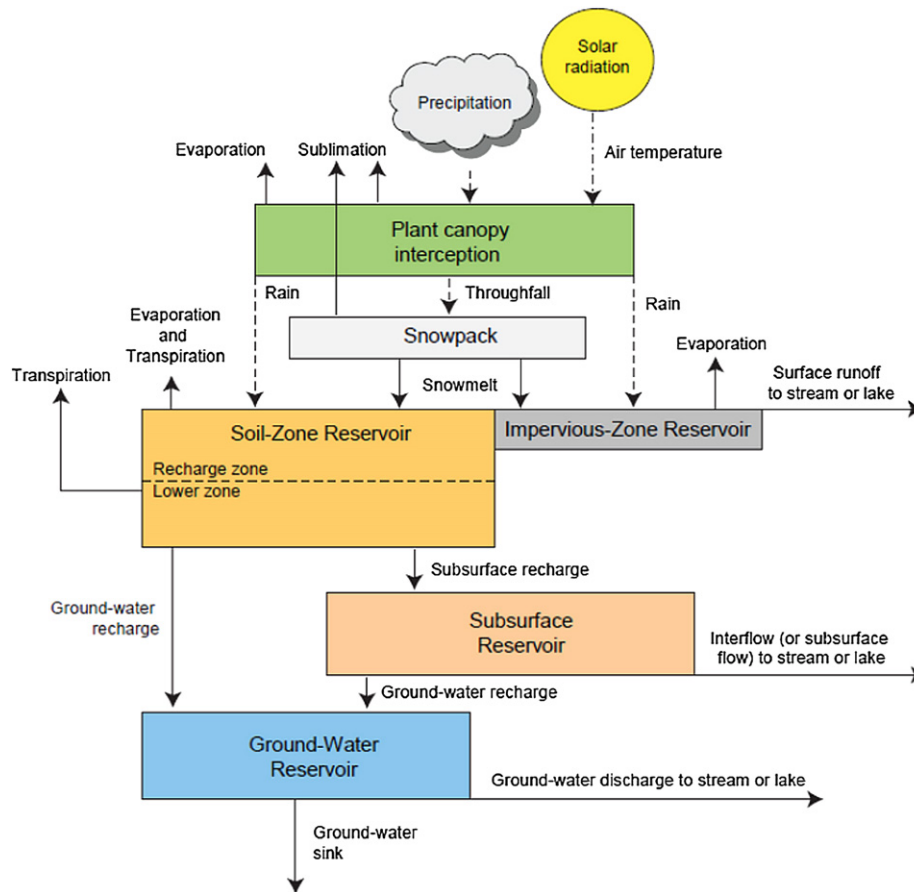 Solar
radiation
Precipitation
Evaporation
Sublimation
Air temperature
Plant canopy
interception
Rain
Throughfall
Rain
Evaporation
and
Transpiration
Snowpack
Evaporation
Transpiration
Snowmelt
Surface runoff
to stream or lake
Soil-Zone Reservoir
Impervious-Zone Reservoir
Recharge zone
Lower zone
Subsurface recharge
Ground-water
recharge
Subsurface
Reservoir
Interflow (or subsurface
flow) to stream or lake
Ground-water recharge
Ground-Water
Reservoir
Ground-water discharge to stream or lake
Ground-water
sink